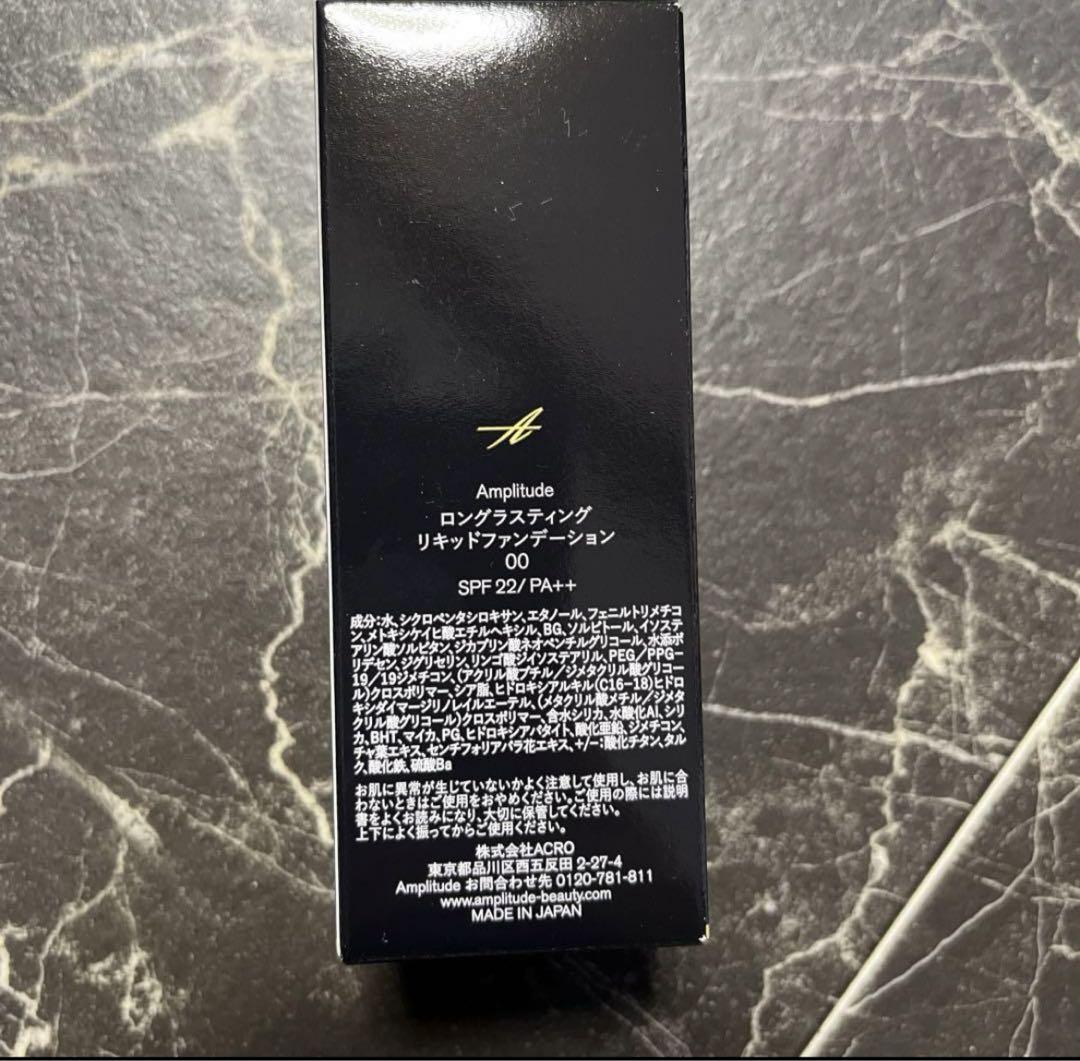 Amplitude
ロングラスティング
リキッドファンデーション
00
SPF 22/ PA++
成分:水、シクロペンタシロキサン、エタノール、フェニルトリメチコ
ン、メトキシケイヒ酸エチルヘキシル、BG、ソルビトール、イソステ
アリン酸ソルビタン、ジカプリン酸ネオペンチルグリコール、水添ポ
リデセン、ジグリセリン、リンゴ酸ジイソステアリル、PEG/PPG-
19/19ジメチコン、(アクリル酸ブチル/ジメタクリル酸グリコー
ル)クロスポリマー、シア脂、ヒドロキシアルキル(C16-18)ヒドロ
キシダイマージリノレイルエーテル、(メタクリル酸メチル/ジメタ
クリル酸グリコール)クロスポリマー、含水シリカ、水酸化Al、シリ
カ、BHT、マイカ、PG、ヒドロキシアパタイト、酸化亜鉛、ジメチコン、
チャ葉エキス、センチフォリアバラ花エキス、+/-:酸化チタン、タル
ク、酸化鉄、硫酸Ba
お肌に異常が生じていないかよく注意して使用し、お肌に合
わないときはご使用をおやめください。ご使用の際には説明
書をよくお読みになり、大切に保管してください。
上下によく振ってからご使用ください。
株式会社ACRO
東京都品川区西五反田 2-27-4
Amplitude お問合わせ先 0120-781-811
www.amplitude-beauty.com
MADE IN JAPAN